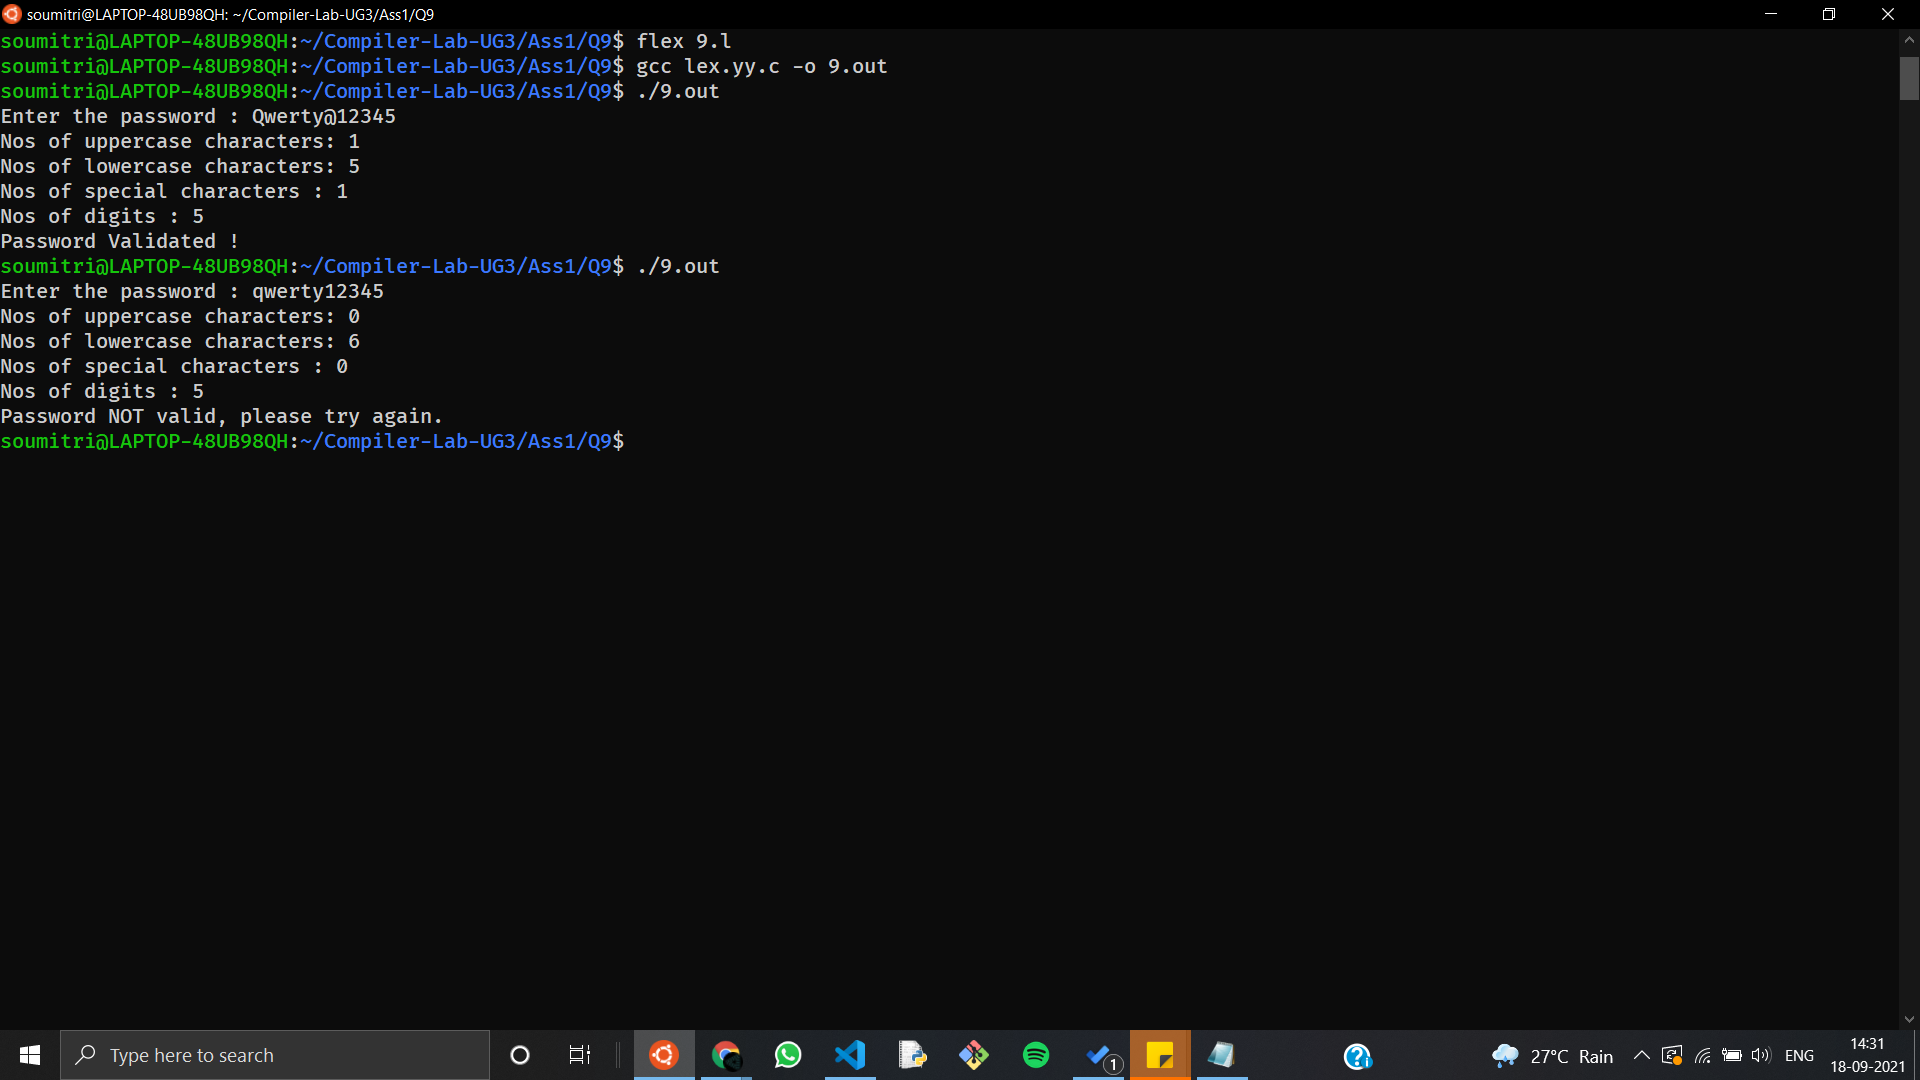 soumitri@LAPTOP-48UB98QH: ~/Compiler-Lab-UG3/Ass1/Q9
soumitri@LAPTOP-48UB98QH:~/Compiler-Lab-UG3/Ass1/Q9$ flex 9.l
soumitri@LAPTOP-48UB98QH:~/Compiler-Lab-UG3/Ass1/Q9$ gcc lex.yy.c -o 9.out
soumitri@LAPTOP-48UB98QH:~/Compiler-Lab-UG3/Ass1/Q9$ ./9.out
Enter the password : Qwerty@12345
Nos of uppercase characters: 1
Nos of lowercase characters: 5
Nos of special characters : 1
Nos of digits : 5
Password Validated !
soumitri@LAPTOP-48UB98QH:~/Compiler-Lab-UG3/Ass1/Q9$ ./9.out
Enter the password : qwerty12345
Nos of uppercase characters: 0
Nos of lowercase characters: 6
Nos of special characters : 0
Nos of digits : 5
Password NOT valid, please try again.
soumitri@LAPTOP-48UB98QH:~/Compiler-Lab-UG3/Ass1/Q9$
Type here to search
1
27°C Rain
ENG
14:31
18-09-2021